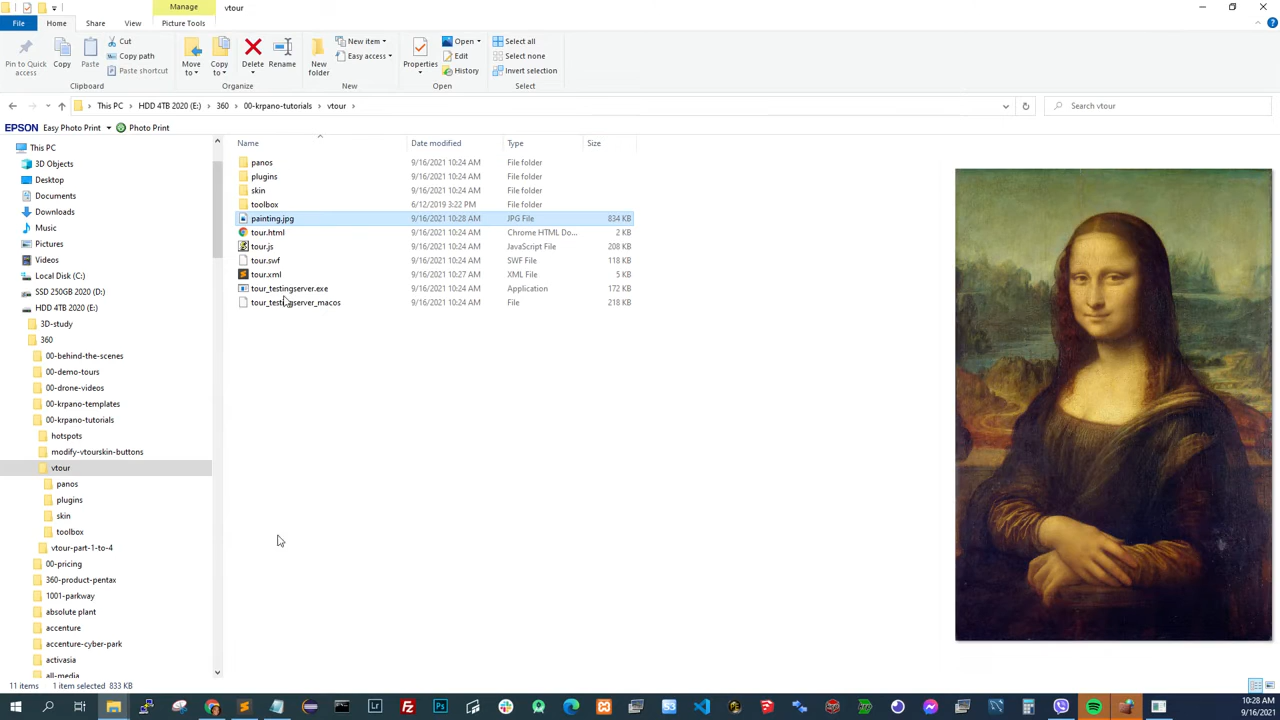 Manage
vtour
File
Home
Share
View
Picture Tools
Pin to Quick access
Copy
Paste
Cut
Copy path
Paste shortcut
Clipboard
Move to
Copy to
Delete
Rename
Organize
New folder
New item
Easy access
New
Properties
Open
Edit
History
Open
Select all
Select none
Invert selection
Select
This PC > HDD 4TB 2020 (E:) > 360 > 00-krpano-tutorials > vtour >
Search vtour
EPSON Easy Photo Print Photo Print
This PC
3D Objects
Desktop
Documents
Downloads
Music
Pictures
Videos
Local Disk (C:)
SSD 250GB 2020 (D:)
HDD 4TB 2020 (E:)
3D-study
360
00-behind-the-scenes
00-demo-tours
00-drone-videos
00-krpano-templates
00-krpano-tutorials
hotspots
modify-vtourskin-buttons
vtour
panos
plugins
skin
toolbox
vtour-part-1-to-4
00-pricing
360-product-pentax
1001-parkway
absolute plant
accenture
accenture-cyber-park
activasia
all-media
Name Date modified Type Size
panos 9/16/2021 10:24 AM File folder
plugins 9/16/2021 10:24 AM File folder
skin 9/16/2021 10:24 AM File folder
toolbox 6/12/2019 3:22 PM File folder
painting.jpg 9/16/2021 10:28 AM JPG File 834 KB
tour.html 9/16/2021 10:24 AM Chrome HTML Do... 2 KB
tour.js 9/16/2021 10:24 AM JavaScript File 208 KB
tour.swf 9/16/2021 10:24 AM SWF File 118 KB
tour.xml 9/16/2021 10:27 AM XML File 5 KB
tour_testingserver.exe 9/16/2021 10:24 AM Application 172 KB
tour_testingserver_macos 9/16/2021 10:24 AM File 218 KB
11 items 1 item selected 833 KB
10:28 AM
9/16/2021